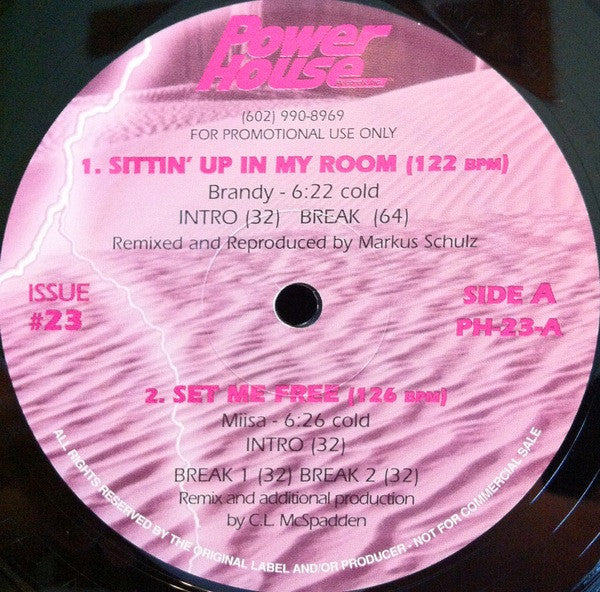 Power
House
(602) 990-8969
FOR PROMOTIONAL USE ONLY
1. SITTIN' UP IN MY ROOM (122 BPM)
Brandy - 6:22 cold
INTRO (32) BREAK (64)
Remixed and Reproduced by Markus Schulz
ISSUE
#23
SIDE A
PH-23-A
2. SET ME FREE (126 BPM)
Miisa - 6:26 cold
INTRO (32)
BREAK 1 (32) BREAK 2 (32)
Remix and additional production
by C.L. McSpadden
ALL RIGHTS RESERVED BY THE ORIGINAL LABEL AND/OR PRODUCER - NOT FOR COMMERCIAL SALE